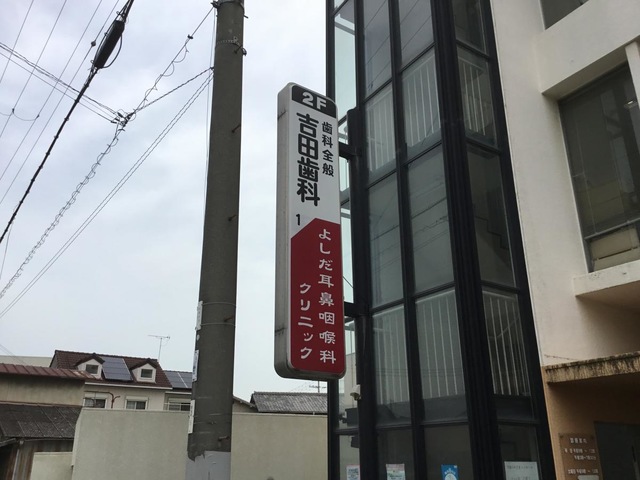 2F
歯科全般
吉田歯科
1
よしだ耳鼻咽喉科
クリニック